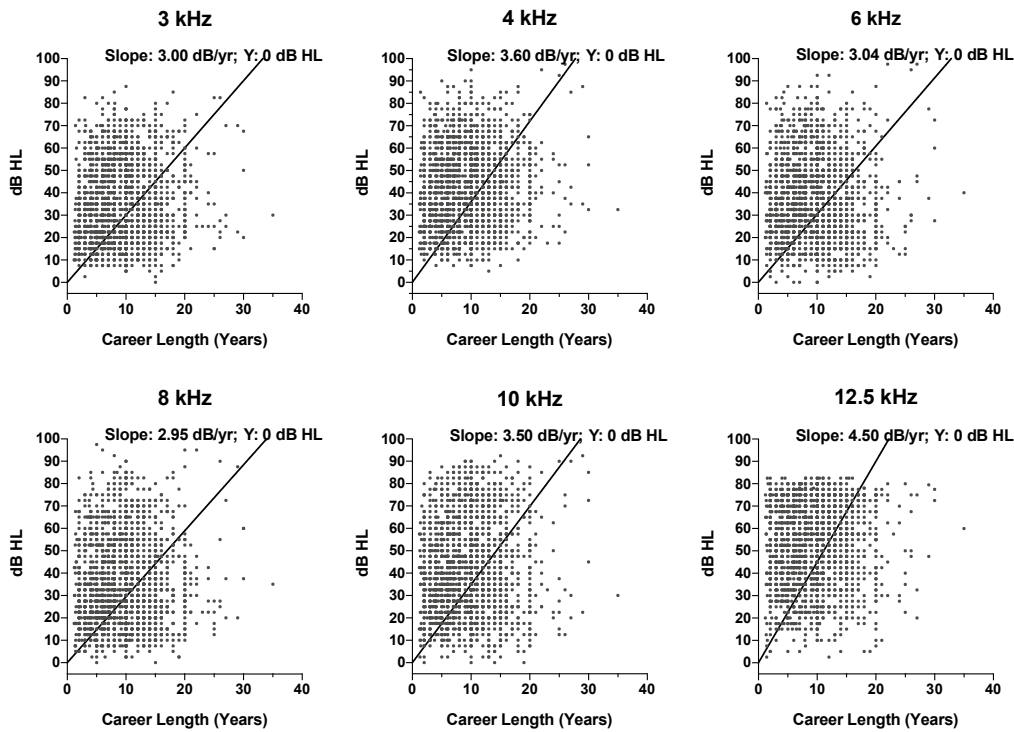 3 kHz
Slope: 3.00 dB/yr; Y: 0 dB HL
100
90
80
70
60
50
40
30
20
10
0
dB HL
0 10 20 30 40
Career Length (Years)
4 kHz
Slope: 3.60 dB/yr; Y: 0 dB HL
100
90
80
70
60
50
40
30
20
10
0
dB HL
0 10 20 30 40
Career Length (Years)
6 kHz
Slope: 3.04 dB/yr; Y: 0 dB HL
100
90
80
70
60
50
40
30
20
10
0
dB HL
0 10 20 30 40
Career Length (Years)
8 kHz
Slope: 2.95 dB/yr; Y: 0 dB HL
100
90
80
70
60
50
40
30
20
10
0
dB HL
0 10 20 30 40
Career Length (Years)
10 kHz
Slope: 3.50 dB/yr; Y: 0 dB HL
100
90
80
70
60
50
40
30
20
10
0
dB HL
0 10 20 30 40
Career Length (Years)
12.5 kHz
Slope: 4.50 dB/yr; Y: 0 dB HL
100
90
80
70
60
50
40
30
20
10
0
dB HL
0 10 20 30 40
Career Length (Years)